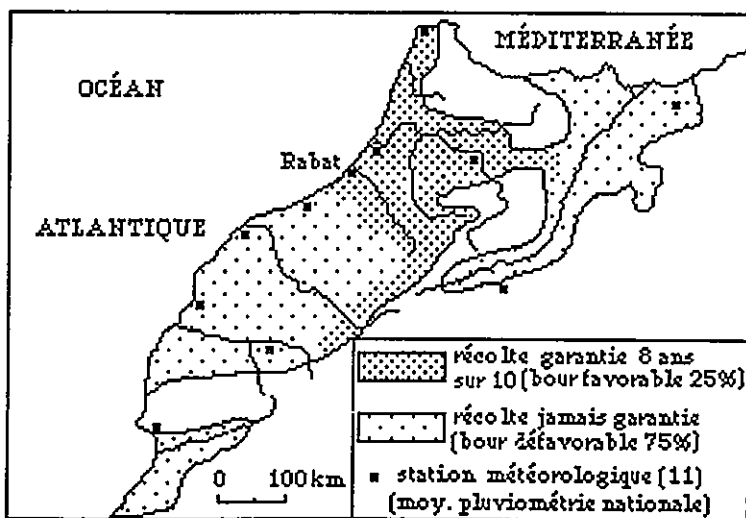 MÉDITERRANÉE
OCÉAN
Rabat
ATLANTIQUE
récolte garantie 8 ans
sur 10 (bour favorable 25%)
récolte jamais garantie
(bour défavorable 75%)
0 100 km
station météorologique (11)
(moy. pluviométrie nationale)